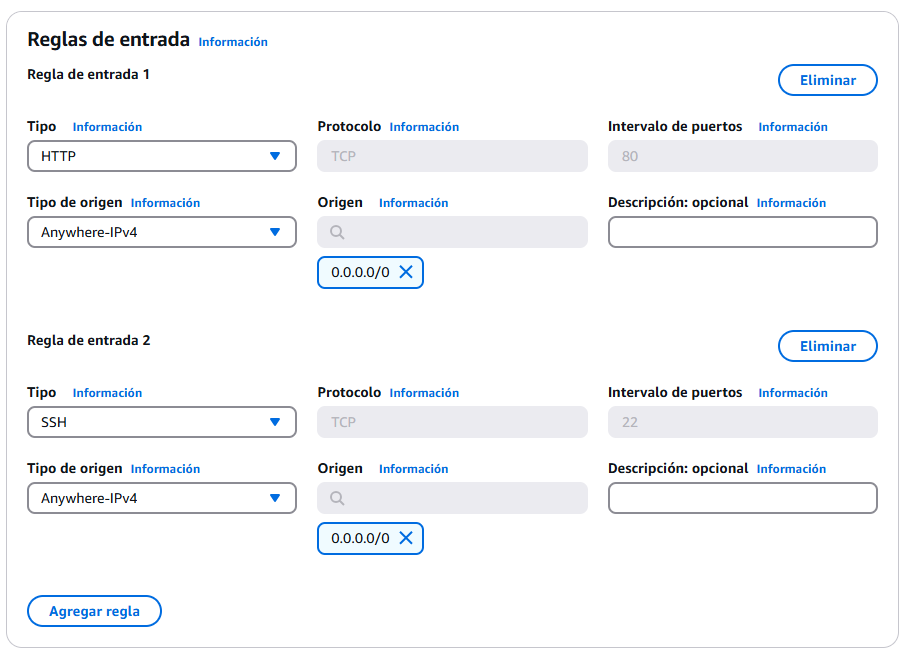 Reglas de entrada Información
Regla de entrada 1
Eliminar
Tipo Información Protocolo Información Intervalo de puertos Información
HTTP TCP 80
Tipo de origen Información Origen Información Descripción: opcional Información
Anywhere-IPv4
0.0.0.0/0
Regla de entrada 2
Eliminar
Tipo Información Protocolo Información Intervalo de puertos Información
SSH TCP 22
Tipo de origen Información Origen Información Descripción: opcional Información
Anywhere-IPv4
0.0.0.0/0
Agregar regla